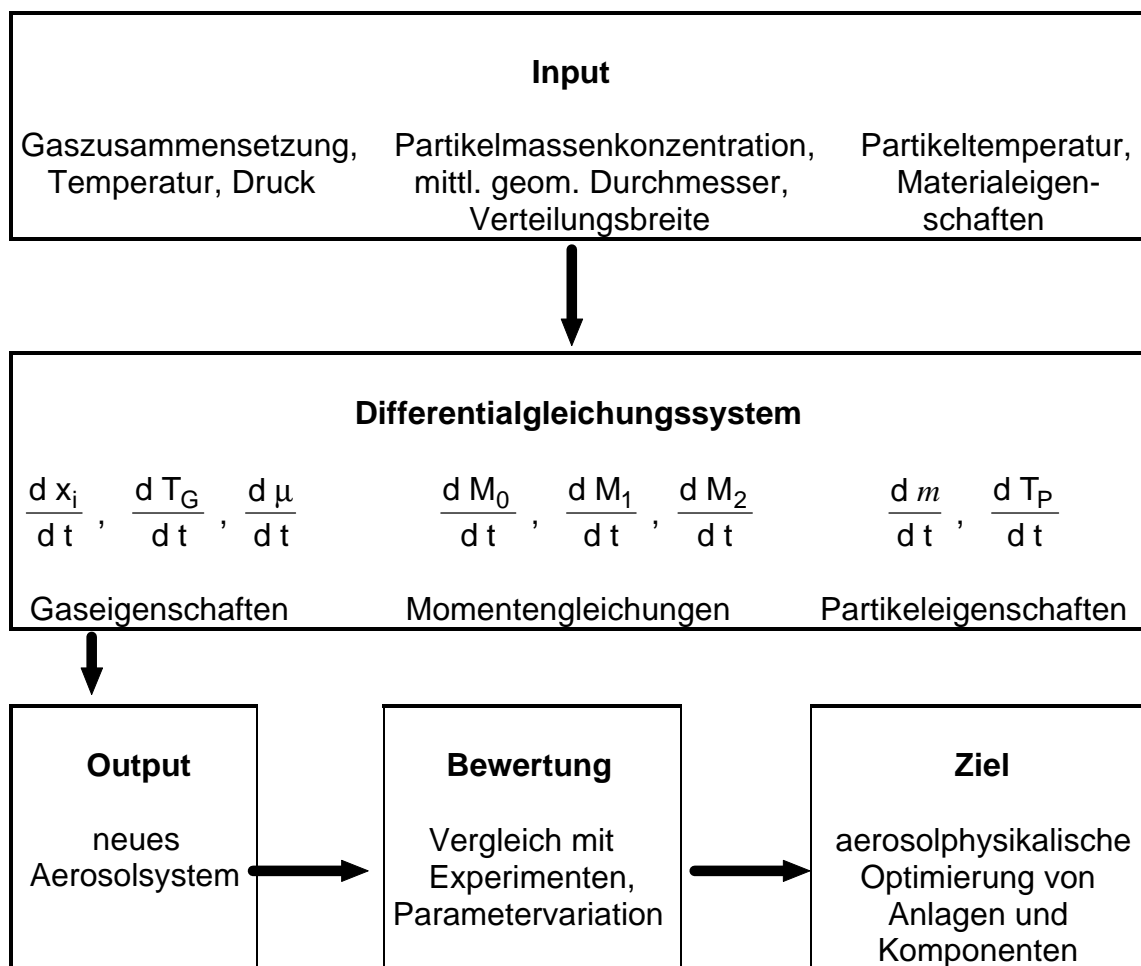 Input
Gaszusammensetzung,
Temperatur, Druck
Partikelmassenkonzentration,
mittl. geom. Durchmesser,
Verteilungsbreite
Partikeltemperatur,
Materialeigen-
schaften
Differentialgleichungssystem
d x_i / d t , d T_G / d t , d μ / d t
Gaseigenschaften
d M_0 / d t , d M_1 / d t , d M_2 / d t
Momentengleichungen
d m / d t , d T_P / d t
Partikeleigenschaften
Output
neues
Aerosolsystem
Bewertung
Vergleich mit
Experimenten,
Parametervariation
Ziel
aerosolphysikalische
Optimierung von
Anlagen und
Komponenten